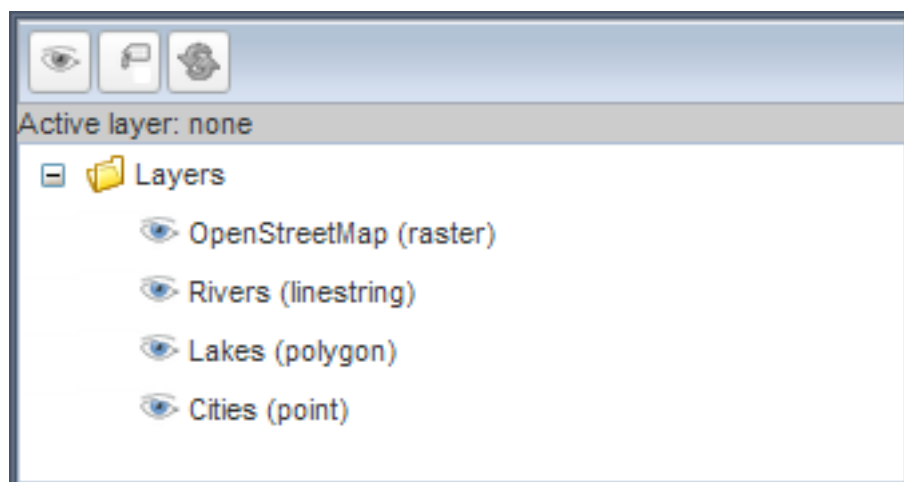 Active layer: none
Layers
OpenStreetMap (raster)
Rivers (linestring)
Lakes (polygon)
Cities (point)